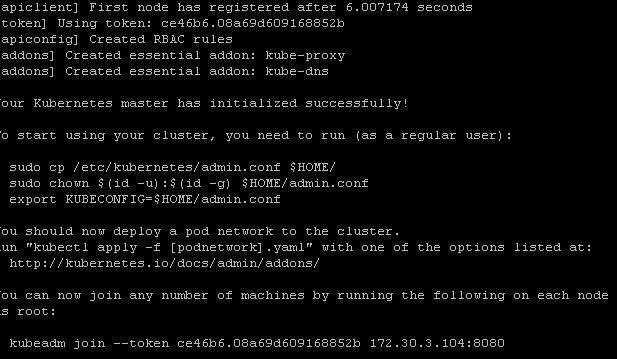 apiclient] First node has registered after 6.007174 seconds
token] Using token: ce46b6.08a69d609168852b
apiconfig] Created RBAC rules
addons] Created essential addon: kube-proxy
addons] Created essential addon: kube-dns
our Kubernetes master has initialized successfully!
o start using your cluster, you need to run (as a regular user):
sudo cp /etc/kubernetes/admin.conf $HOME/
sudo chown $(id -u):$(id -g) $HOME/admin.conf
export KUBECONFIG=$HOME/admin.conf
ou should now deploy a pod network to the cluster.
un "kubectl apply -f [podnetwork].yaml" with one of the options listed at:
http://kubernetes.io/docs/admin/addons/
ou can now join any number of machines by running the following on each node
as root:
kubeadm join --token ce46b6.08a69d609168852b 172.30.3.104:8080